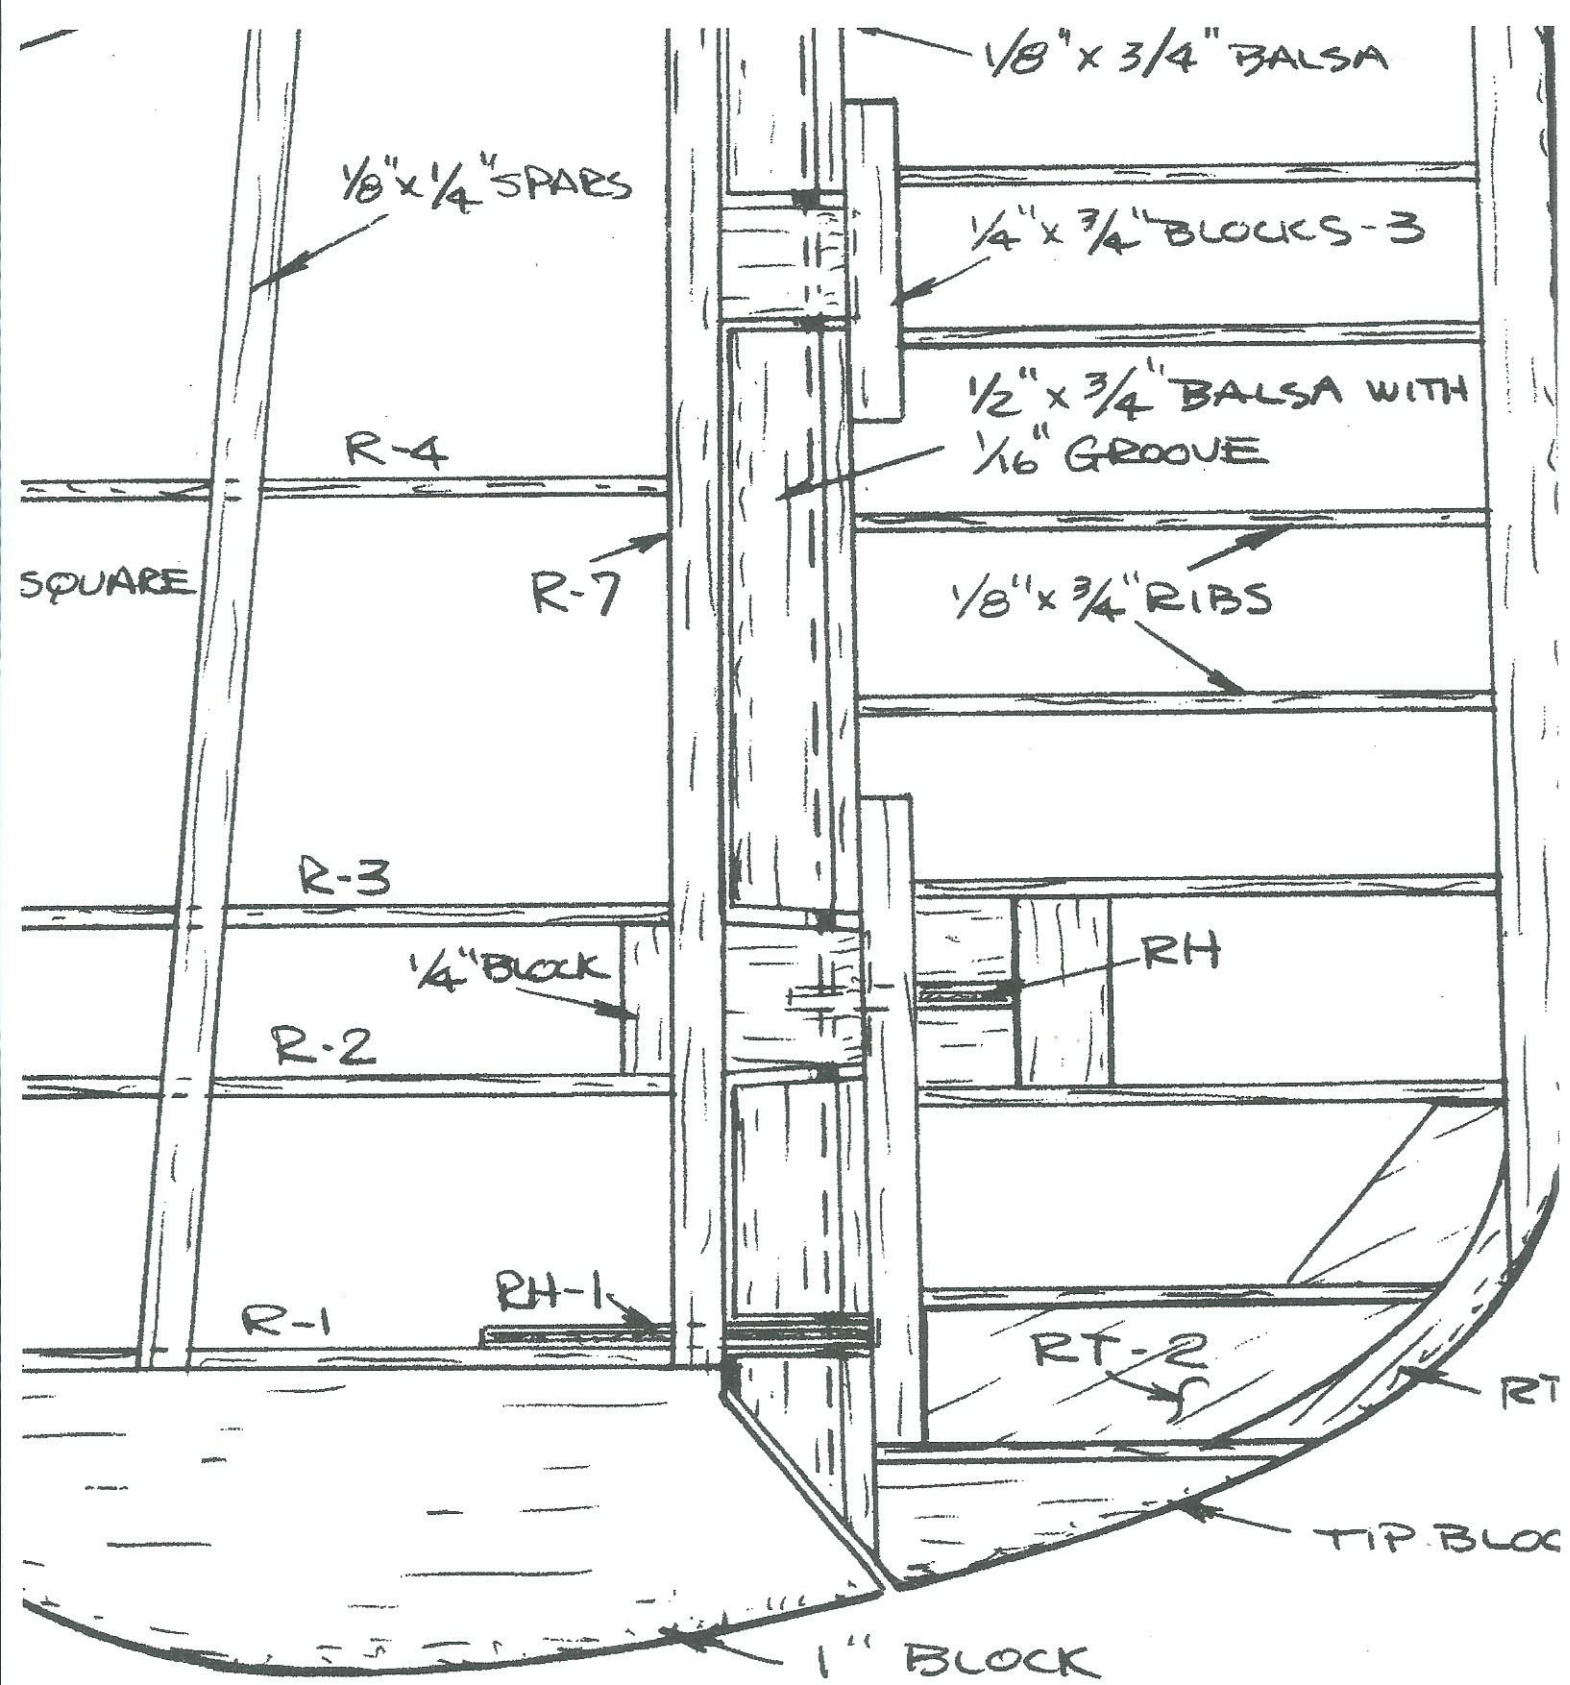 1/8" x 3/4" BALSA
1/8" x 1/4" SPARS
1/4" x 3/4" BLOCKS-3
1/2" x 3/4" BALSA WITH
1/16" GROOVE
R-4
SQUARE
R-7
1/8" x 3/4" RIBS
R-3
1/4" BLOCK
RH
R-2
RH-1
R-1
RT-2
RT
TIP BLOC
1" BLOCK